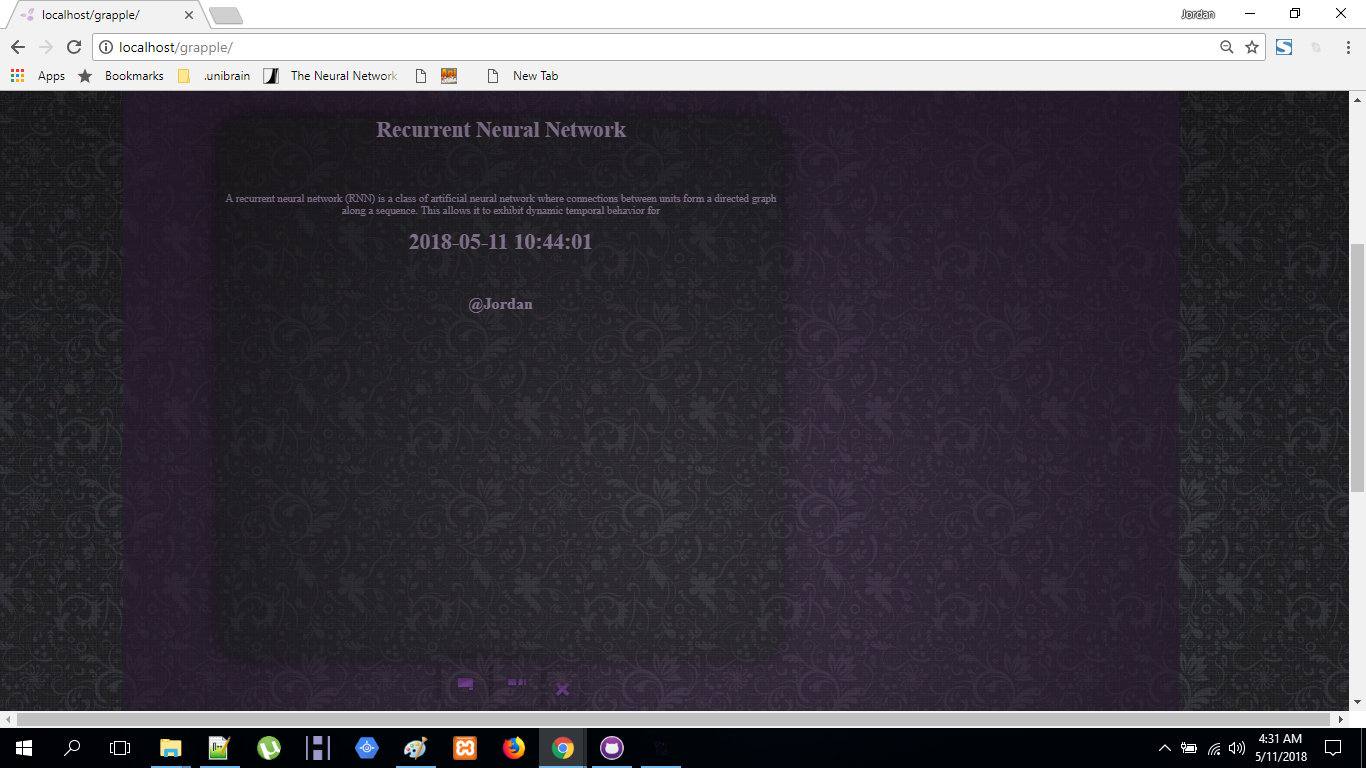 localhost/grapple/
Jordan
localhost/grapple/
Apps
Bookmarks
.unibrain
The Neural Network
New Tab
Recurrent Neural Network
A recurrent neural network (RNN) is a class of artificial neural network where connections between units form a directed graph
along a sequence. This allows it to exhibit dynamic temporal behavior for
2018-05-11 10:44:01
@Jordan
4:31 AM
5/11/2018